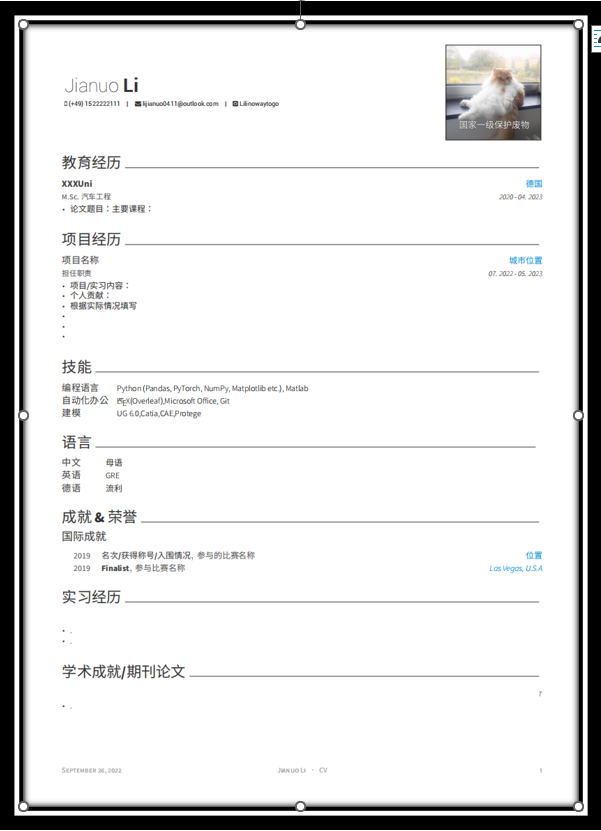 Jianuo Li
(+49) 1522222111 | lijianuo0411@outlook.com | Lilinowaytogo
国家一级保护废物
教育经历
XXXUni 德国
M.Sc. 汽车工程 2020 - 04. 2023
• 论文题目：主要课程：
项目经历
项目名称 城市位置
担任职责 07. 2022 - 05. 2023
• 项目/实习内容：
• 个人贡献：
• 根据实际情况填写
•
•
•
技能
编程语言 Python (Pandas, PyTorch, NumPy, Matplotlib etc.), Matlab
自动化办公 LaTeX(Overleaf),Microsoft Office, Git
建模 UG 6.0,Catia,CAE,Protege
语言
中文 母语
英语 GRE
德语 流利
成就 & 荣誉
国际成就
2019 名次/获得称号/入围情况, 参与的比赛名称 位置
2019 Finalist, 参与比赛名称 Las Vegas, U.S.A
实习经历
• .
• .
学术成就/期刊论文
T
• .
September 26, 2022 Jianuo Li · CV 1